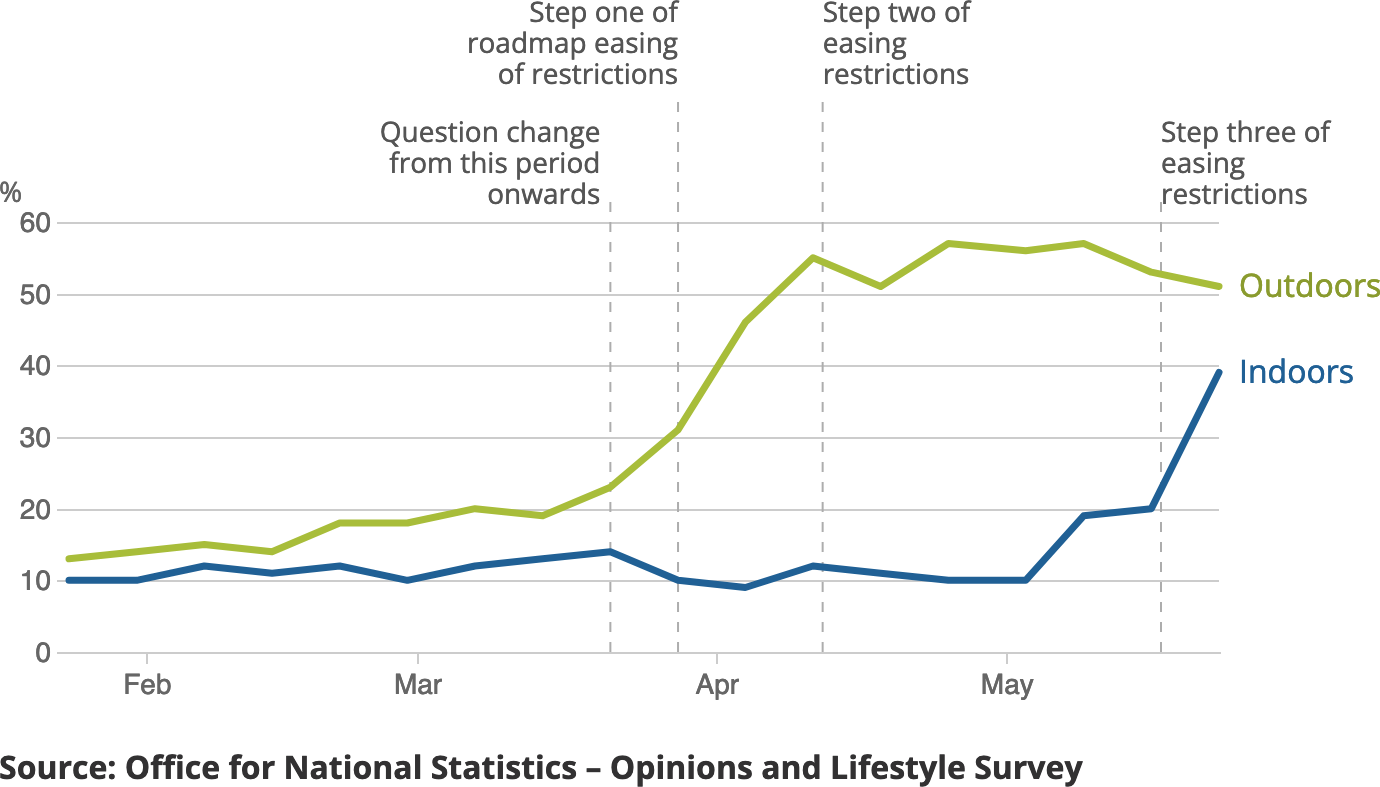 Step one of
roadmap easing
of restrictions
Step two of
easing
restrictions
Question change
from this period
onwards
Step three of
easing
restrictions
%
60
50
40
30
20
10
0
Outdoors
Indoors
Feb
Mar
Apr
May
Source: Office for National Statistics – Opinions and Lifestyle Survey